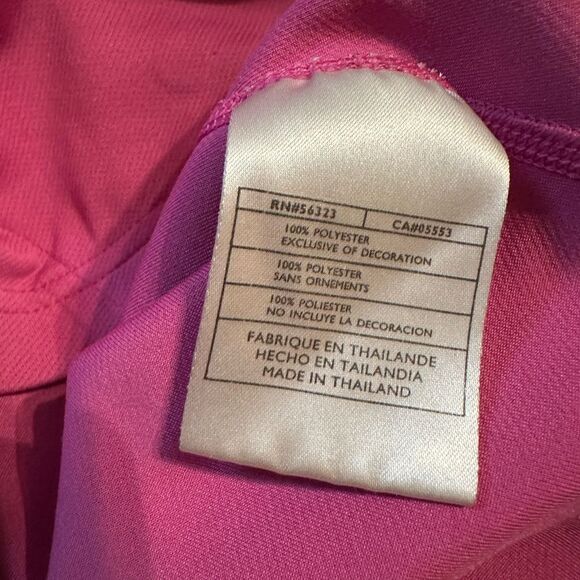 RN#56323 CA#05553
100% POLYESTER
EXCLUSIVE OF DECORATION
100% POLYESTER
SANS ORNEMENTS
100% POLIESTER
NO INCLUYE LA DECORACION
FABRIQUE EN THAILANDE
HECHO EN TAILANDIA
MADE IN THAILAND